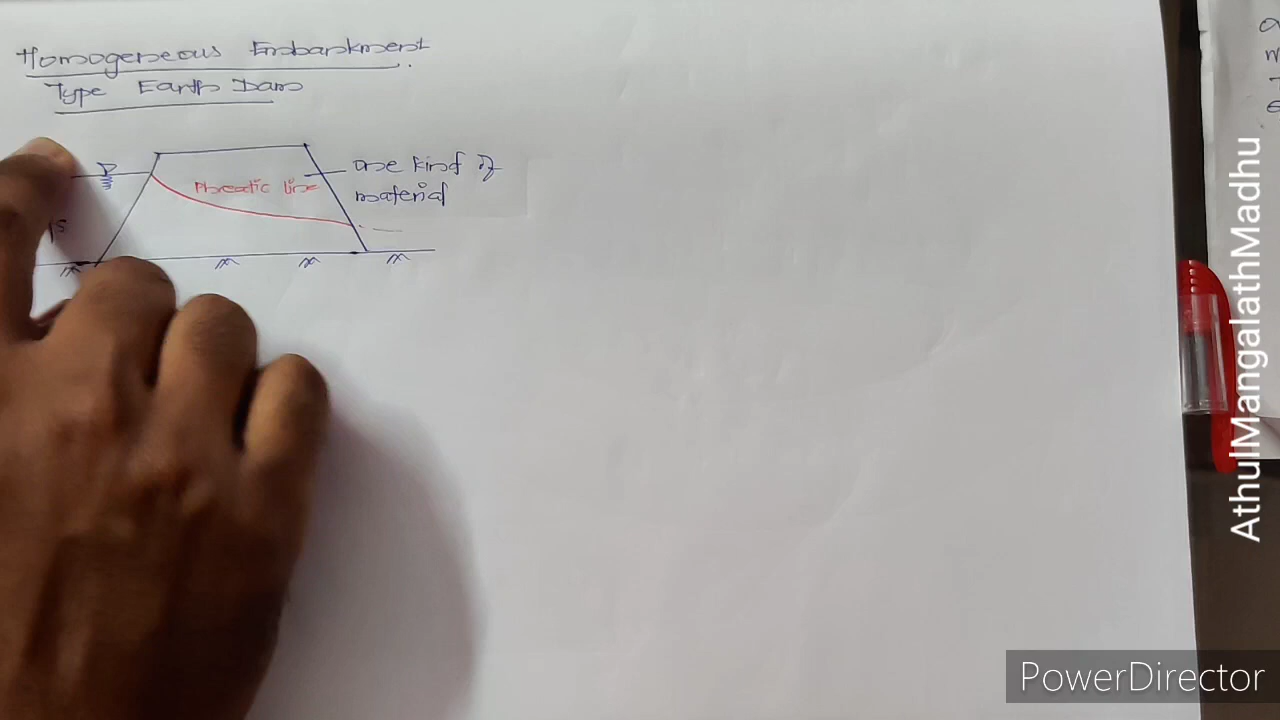 Homogeneous Embankment
Type Earth Dam
Phreatic line
one kind of
material
AthulMangalathMadhu
PowerDirector